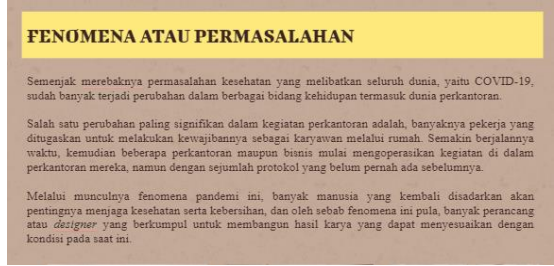 FENOMENA ATAU PERMASALAHAN
Semenjak merebaknya permasalahan kesehatan yang melibatkan seluruh dunia, yaitu COVID-19,
sudah banyak terjadi perubahan dalam berbagai bidang kehidupan termasuk dunia perkantoran.
Salah satu perubahan paling signifikan dalam kegiatan perkantoran adalah, banyaknya pekerja yang
ditugaskan untuk melakukan kewajibannya sebagai karyawan melalui rumah. Semakin berjalannya
waktu, kemudian beberapa perkantoran maupun bisnis mulai mengoperasikan kegiatan di dalam
perkantoran mereka, namun dengan sejumlah protokol yang belum pernah ada sebelumnya.
Melalui munculnya fenomena pandemi ini, banyak manusia yang kembali disadarkan akan
pentingnya menjaga kesehatan serta kebersihan, dan oleh sebab fenomena ini pula, banyak perancang
atau designer yang berkumpul untuk membangun hasil karya yang dapat menyesuaikan dengan
kondisi pada saat ini.